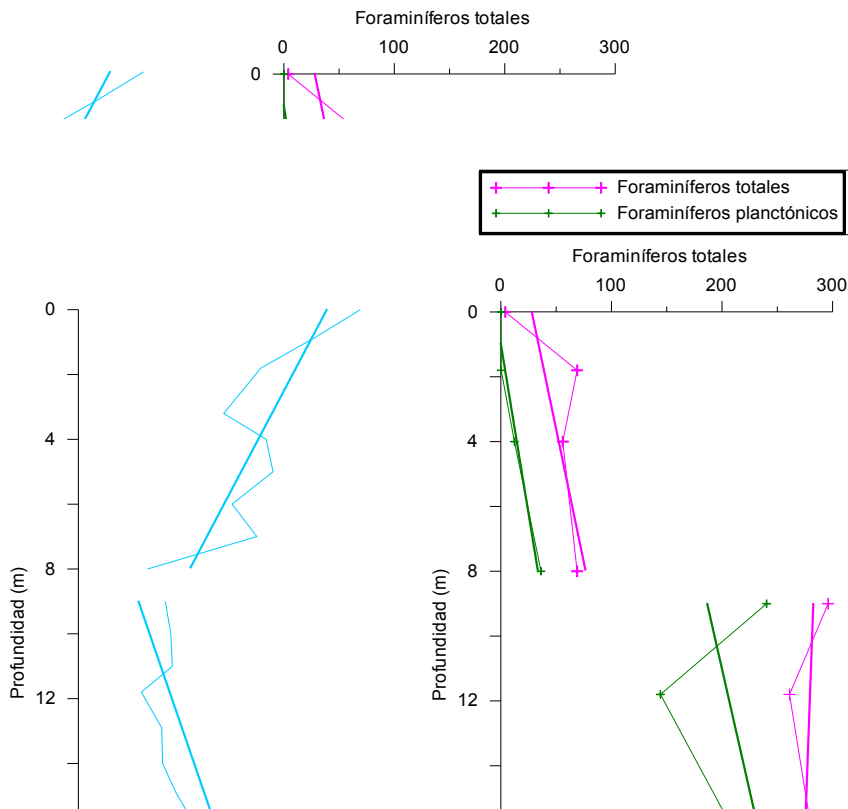 Foraminíferos totales
0 100 200 300
0
Foraminíferos totales
Foraminíferos planctónicos
Foraminíferos totales
0 100 200 300
0
4
8
12
Profundidad (m)
0
4
8
12
Profundidad (m)